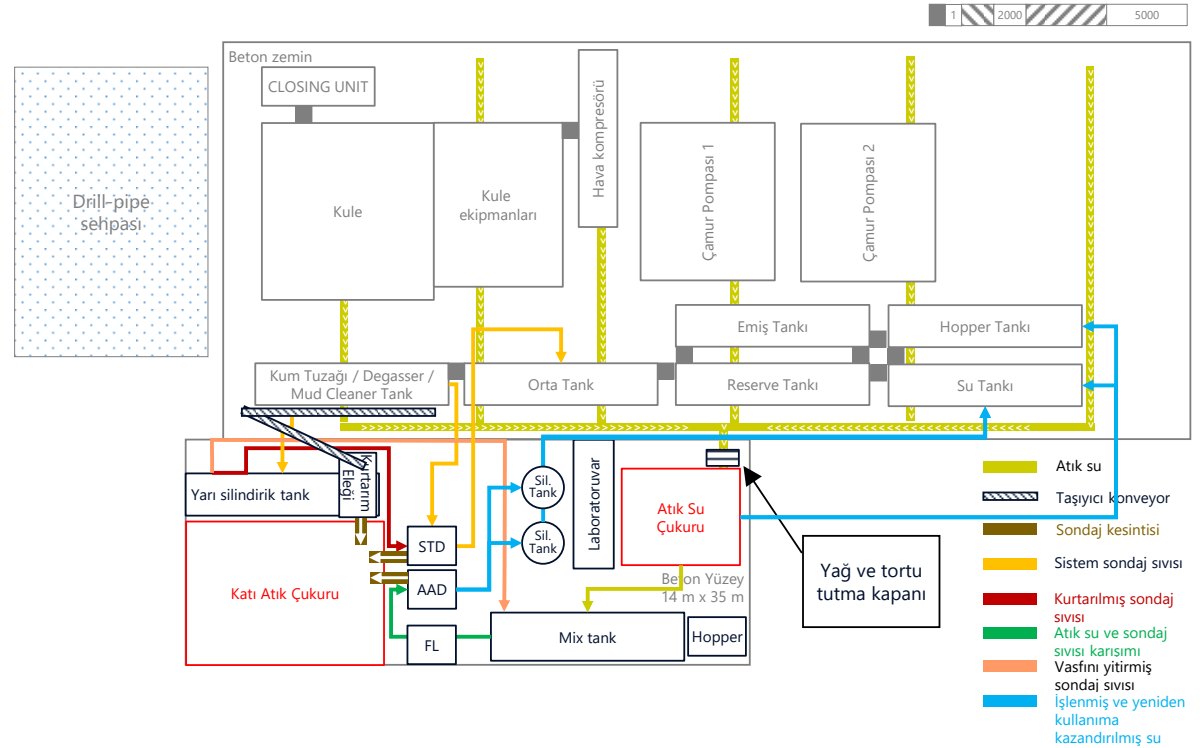 1
2000
5000
Beton zemin
CLOSING UNIT
Drill-pipe
sehpası
Kule
Kule
ekipmanları
Hava kompresörü
Çamur Pompası 1
Çamur Pompası 2
Emiş Tankı
Hopper Tankı
Kum Tuzağı / Degasser /
Mud Cleaner Tank
Orta Tank
Reserve Tankı
Su Tankı
Yarı silindirik tank
Kurtarım
Eleği
Sil.
Tank
Sil.
Tank
Laboratuvar
Atık Su
Çukuru
STD
AAD
FL
Katı Atık Çukuru
Beton Yüzey
14 m x 35 m
Mix tank
Hopper
Yağ ve tortu
tutma kapanı
Atık su
Taşıyıcı konveyor
Sondaj kesintisi
Sistem sondaj sıvısı
Kurtarılmış sondaj
sıvısı
Atık su ve sondaj
sıvısı karışımı
Vasfını yitirmiş
sondaj sıvısı
İşlenmiş ve yeniden
kullanıma
kazandırılmış su